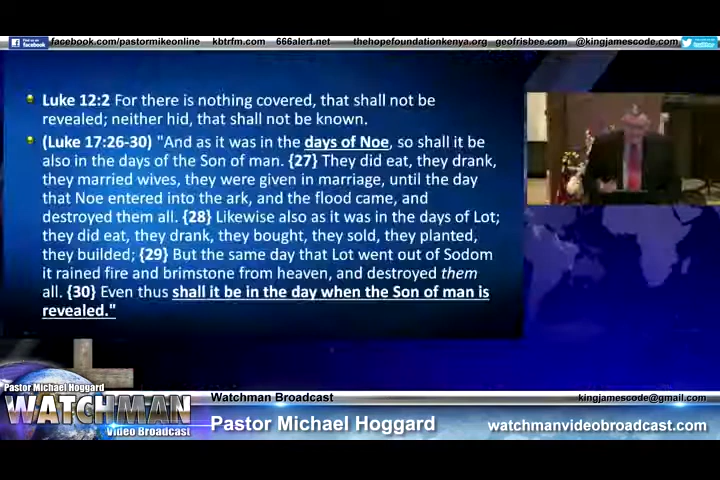 facebook.com/pastormikeonline kbtrfm.com 666alert.net thehopefoundationkenya.org geofrisbee.com @kingjamescode.com
Luke 12:2 For there is nothing covered, that shall not be
revealed; neither hid, that shall not be known.
(Luke 17:26-30) "And as it was in the days of Noe, so shall it be
also in the days of the Son of man. {27} They did eat, they drank,
they married wives, they were given in marriage, until the day
that Noe entered into the ark, and the flood came, and
destroyed them all. {28} Likewise also as it was in the days of Lot;
they did eat, they drank, they bought, they sold, they planted,
they builded; {29} But the same day that Lot went out of Sodom
it rained fire and brimstone from heaven, and destroyed them
all. {30} Even thus shall it be in the day when the Son of man is
revealed."
Pastor Michael Hoggard
WATCHMAN
Video Broadcast
Watchman Broadcast
kingjamescode@gmail.com
Pastor Michael Hoggard
watchmanvideobroadcast.com